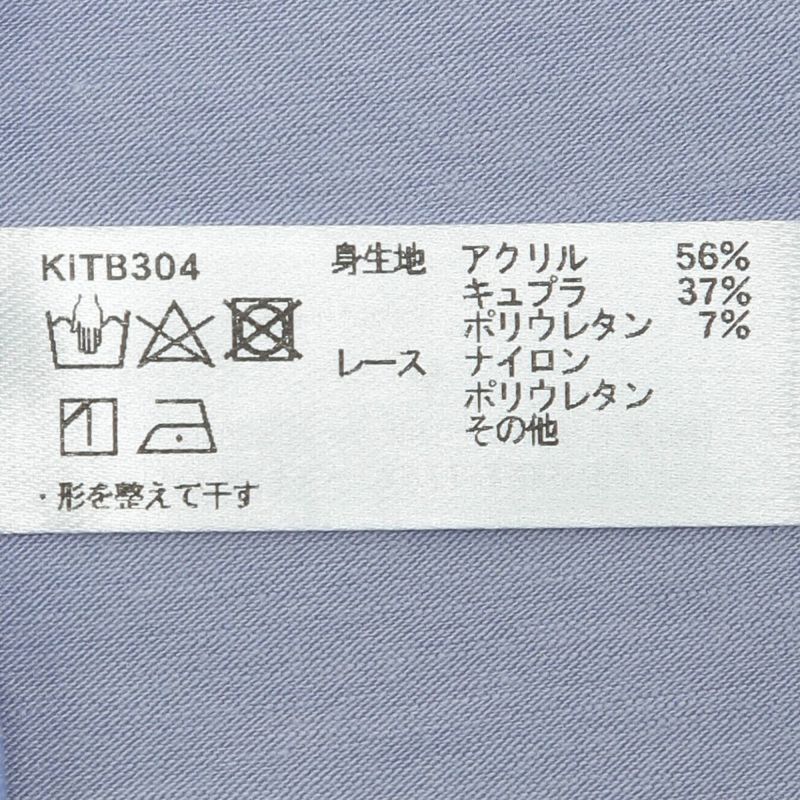 KiTB304
身生地 アクリル 56%
キュプラ 37%
ポリウレタン 7%
レース ナイロン
ポリウレタン
その他
・形を整えて干す